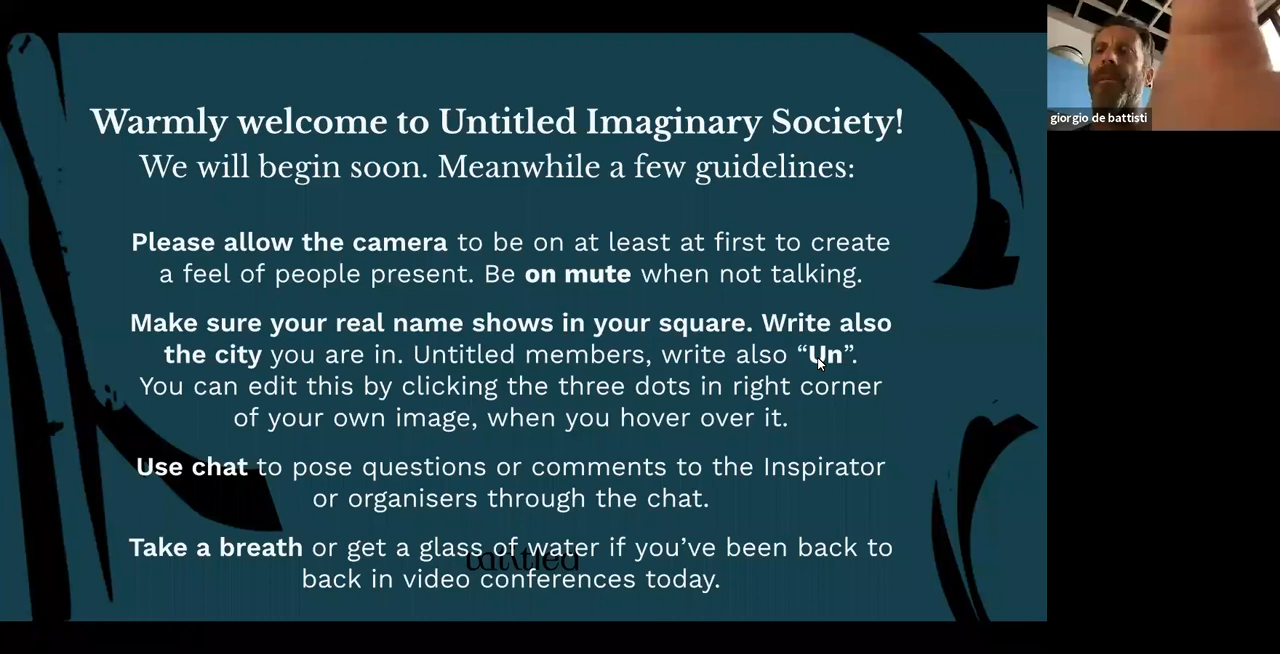 Warmly welcome to Untitled Imaginary Society!
We will begin soon. Meanwhile a few guidelines:
Please allow the camera to be on at least at first to create
a feel of people present. Be on mute when not talking.
Make sure your real name shows in your square. Write also
the city you are in. Untitled members, write also “Un”.
You can edit this by clicking the three dots in right corner
of your own image, when you hover over it.
Use chat to pose questions or comments to the Inspirator
or organisers through the chat.
Take a breath or get a glass of water if you’ve been back to
back in video conferences today.
giorgio de battisti